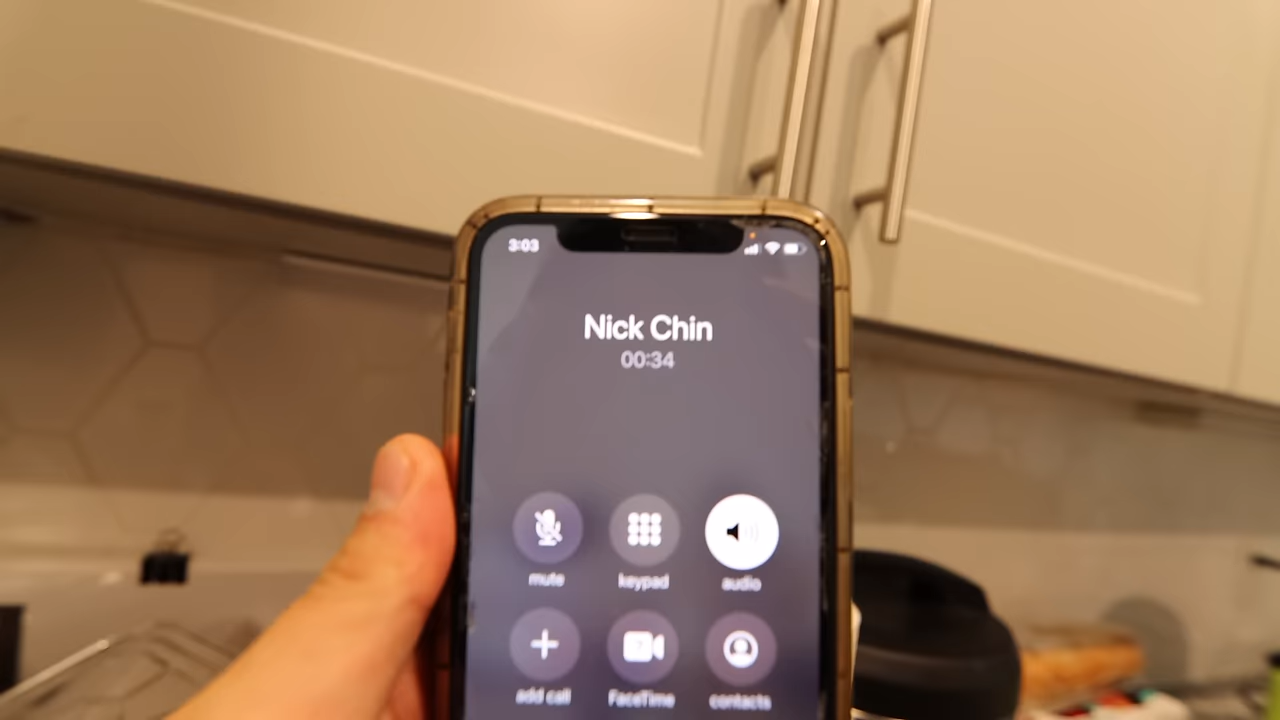 3:03
Nick Chin
00:34
mute
keypad
audio
add call
FaceTime
contacts